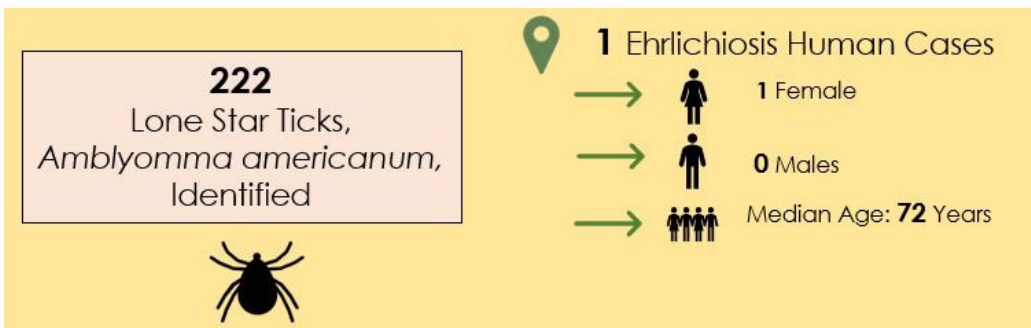 222
Lone Star Ticks,
Amblyomma americanum,
Identified
1 Ehrlichiosis Human Cases
1 Female
0 Males
Median Age: 72 Years